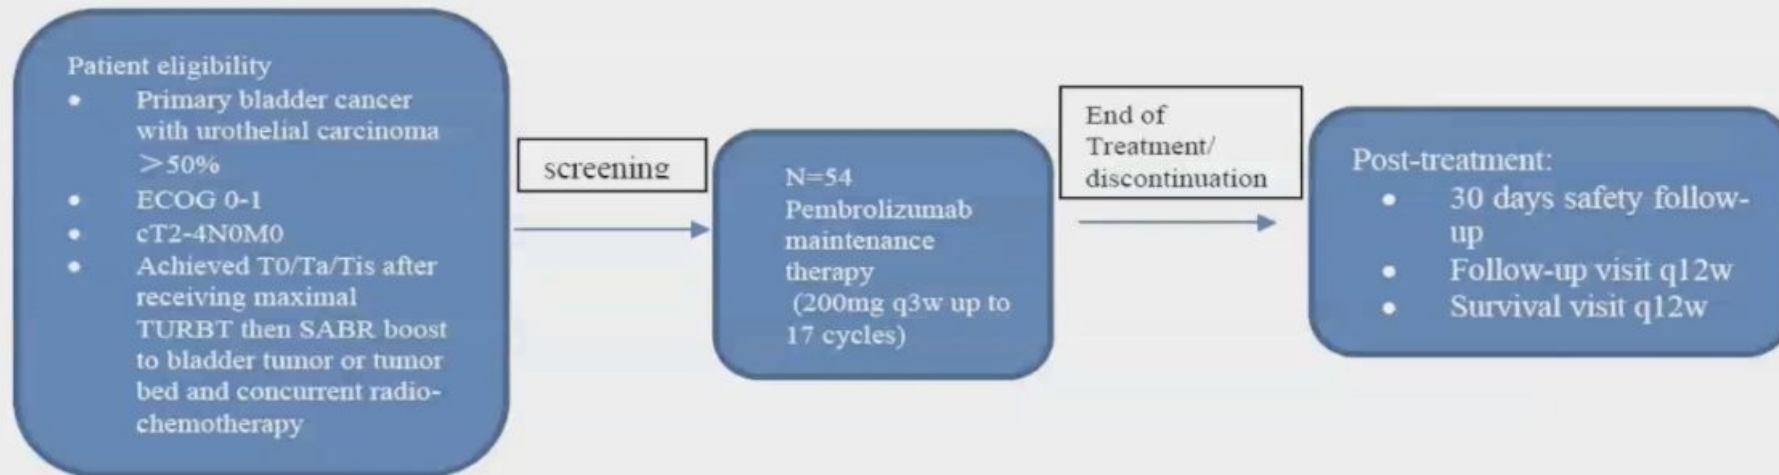 Patient eligibility
• Primary bladder cancer
with urothelial carcinoma
>50%
• ECOG 0-1
• cT2-4N0M0
• Achieved T0/Ta/Tis after
receiving maximal
TURBT then SABR boost
to bladder tumor or tumor
bed and concurrent radio-
chemotherapy
screening
N=54
Pembrolizumab
maintenance
therapy
(200mg q3w up to
17 cycles)
End of
Treatment/
discontinuation
Post-treatment:
• 30 days safety follow-
up
• Follow-up visit q12w
• Survival visit q12w